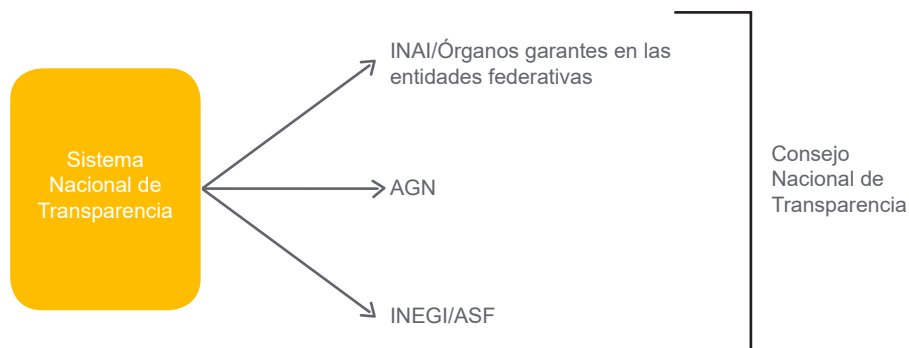 Sistema
Nacional de
Transparencia
INAI/Órganos garantes en las
entidades federativas
AGN
INEGI/ASF
Consejo
Nacional de
Transparencia